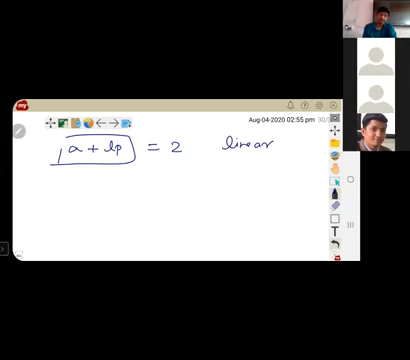 Aug-04-2020 02:55 pm
α + lp = 2 linear